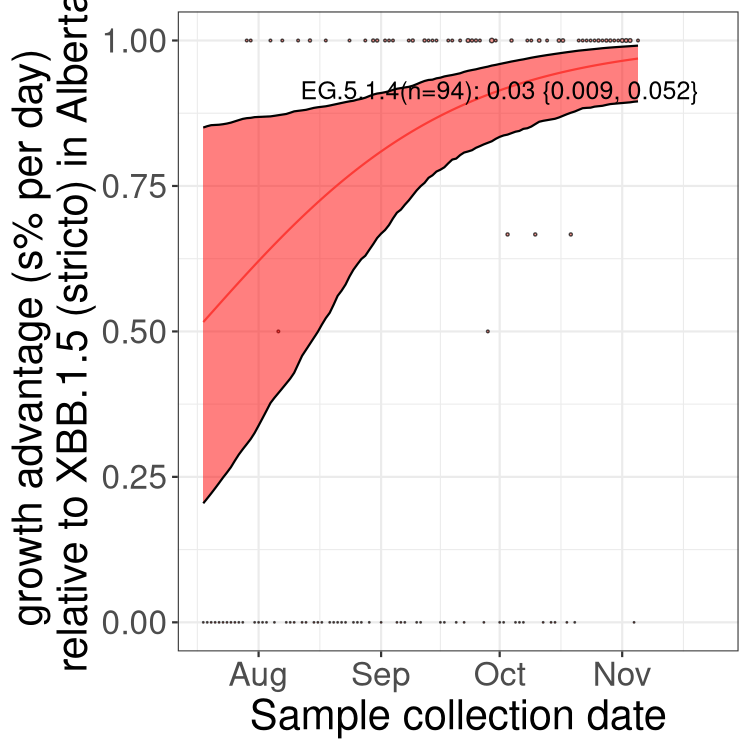 growth advantage (s% per day)
relative to XBB.1.5 (stricto) in Alberta
1.00
0.75
0.50
0.25
0.00
EG.5.1.4(n=94): 0.03 {0.009, 0.052}
Aug Sep Oct Nov
Sample collection date